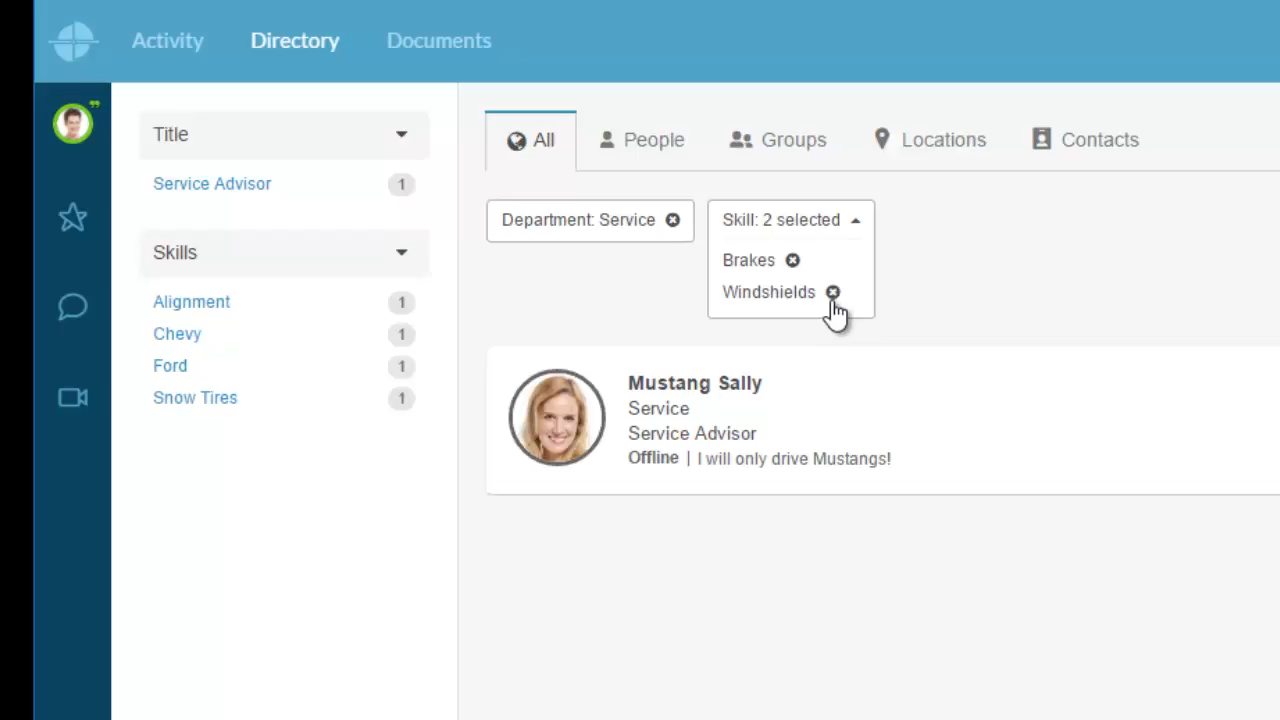 Activity Directory Documents
Title
Service Advisor 1
Skills
Alignment 1
Chevy 1
Ford 1
Snow Tires 1
All People Groups Locations Contacts
Department: Service
Skill: 2 selected
Brakes
Windshields
Mustang Sally
Service
Service Advisor
Offline | I will only drive Mustangs!